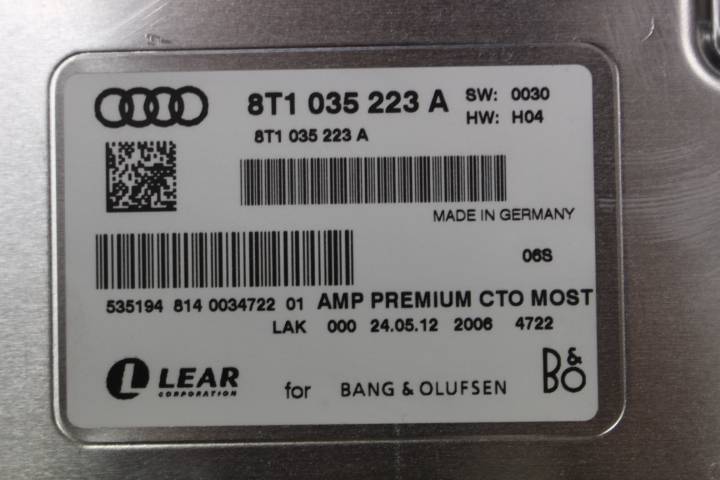 8T1 035 223 A SW: 0030
HW: H04
8T1 035 223 A
MADE IN GERMANY
06S
535194 814 0034722 01 AMP PREMIUM CTO MOST
LAK 000 24.05.12 2006 4722
L LEAR
CORPORATION
for BANG & OLUFSEN B&O